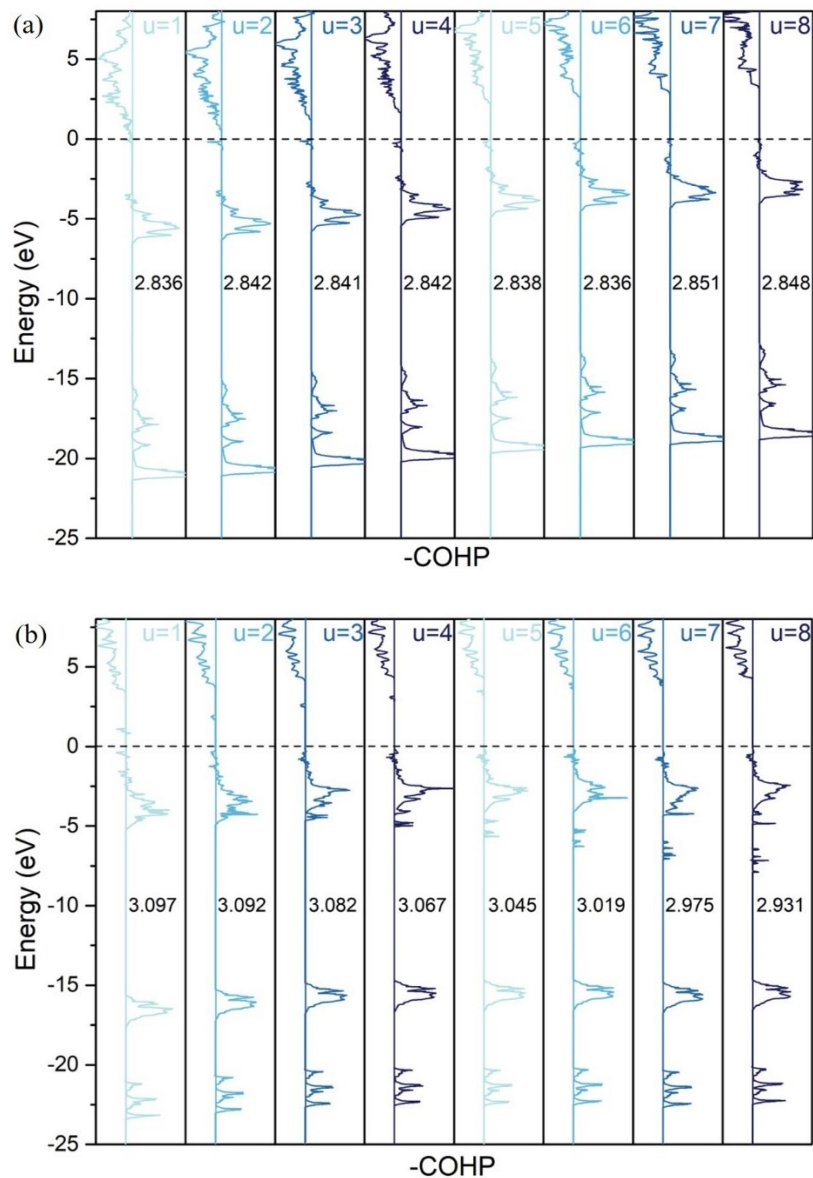 (a)
u=1 u=2 u=3 u=4 u=5 u=6 u=7 u=8
5
0
-5
-10
-15
-20
-25
Energy (eV)
2.836 2.842 2.841 2.842 2.838 2.836 2.851 2.848
-COHP
(b)
u=1 u=2 u=3 u=4 u=5 u=6 u=7 u=8
5
0
-5
-10
-15
-20
-25
Energy (eV)
3.097 3.092 3.082 3.067 3.045 3.019 2.975 2.931
-COHP